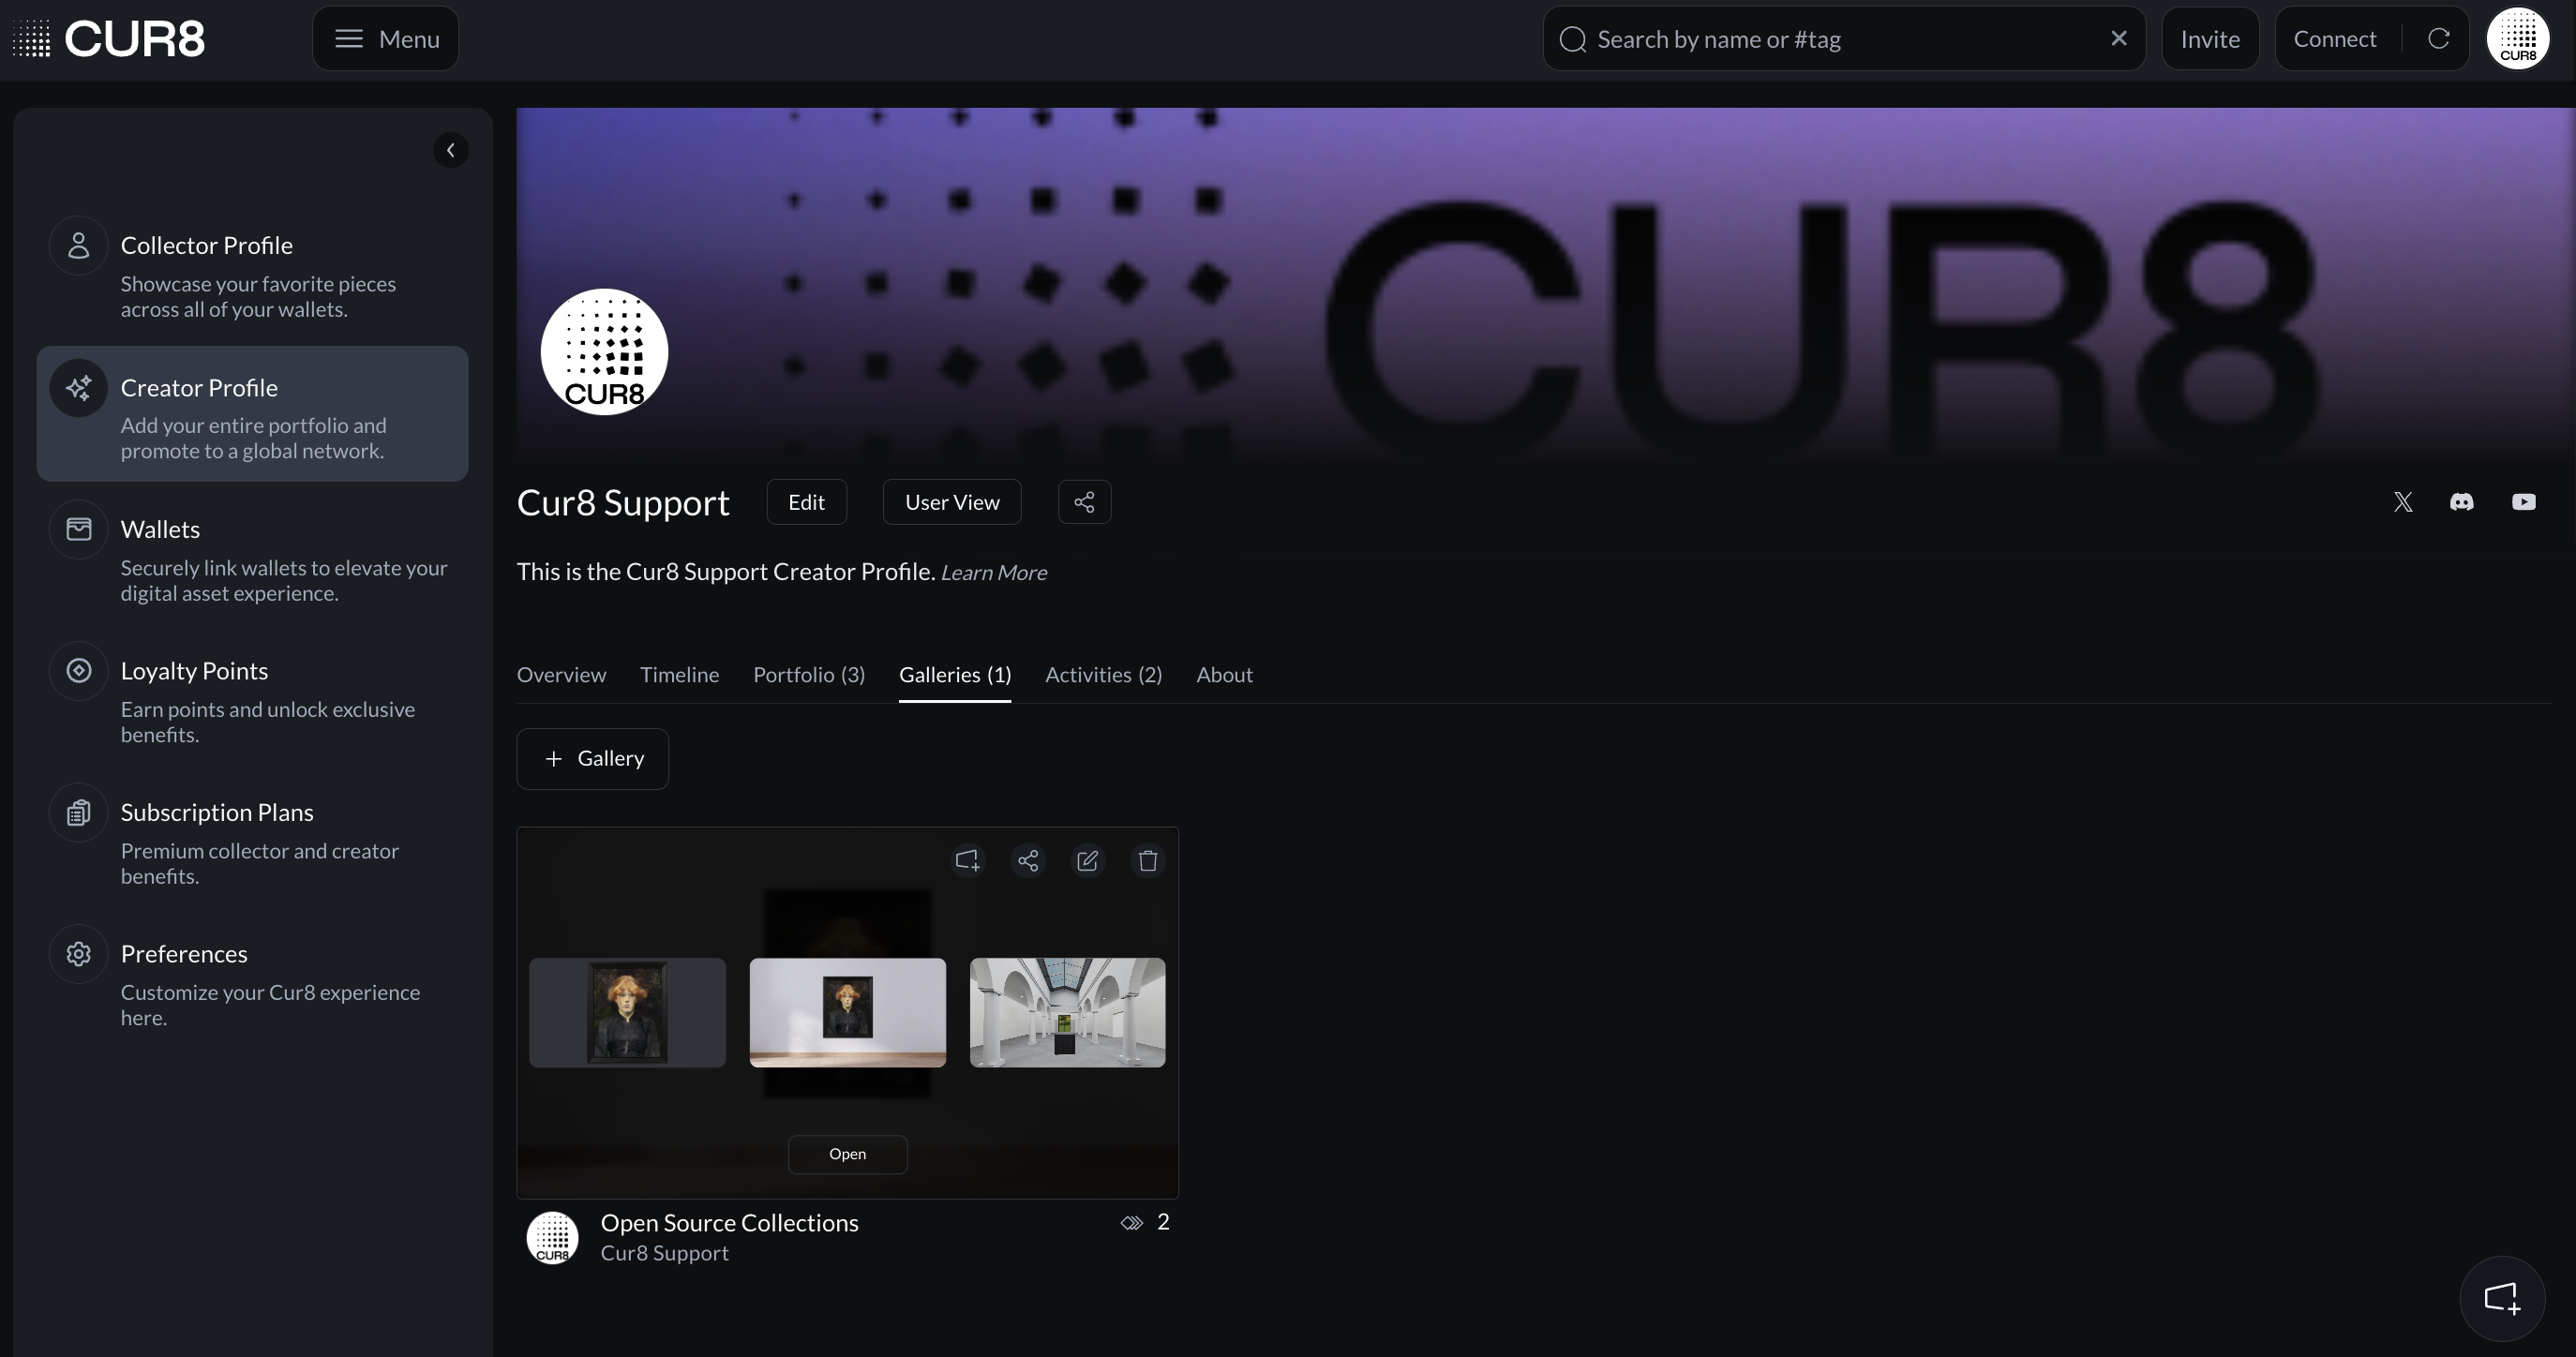 CUR8
Menu
Search by name or #tag
Invite
Connect
CUR8
CUR8
CUR8
Collector Profile
Showcase your favorite pieces
across all of your wallets.
Creator Profile
Add your entire portfolio and
promote to a global network.
Wallets
Securely link wallets to elevate your
digital asset experience.
Loyalty Points
Earn points and unlock exclusive
benefits.
Subscription Plans
Premium collector and creator
benefits.
Preferences
Customize your Cur8 experience
here.
Cur8 Support
Edit
User View
This is the Cur8 Support Creator Profile. Learn More
Overview
Timeline
Portfolio (3)
Galleries (1)
Activities (2)
About
+ Gallery
Open
CUR8
Open Source Collections
2
Cur8 Support